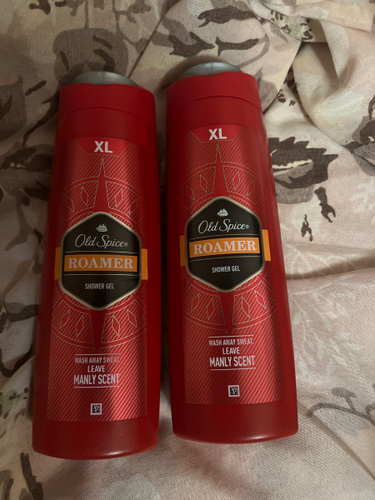 XL
Old Spice®
ROAMER
SHOWER GEL
WASH AWAY SWEAT,
LEAVE
MANLY SCENT
XL
Old Spice®
ROAMER
SHOWER GEL
WASH AWAY SWEAT,
LEAVE
MANLY SCENT